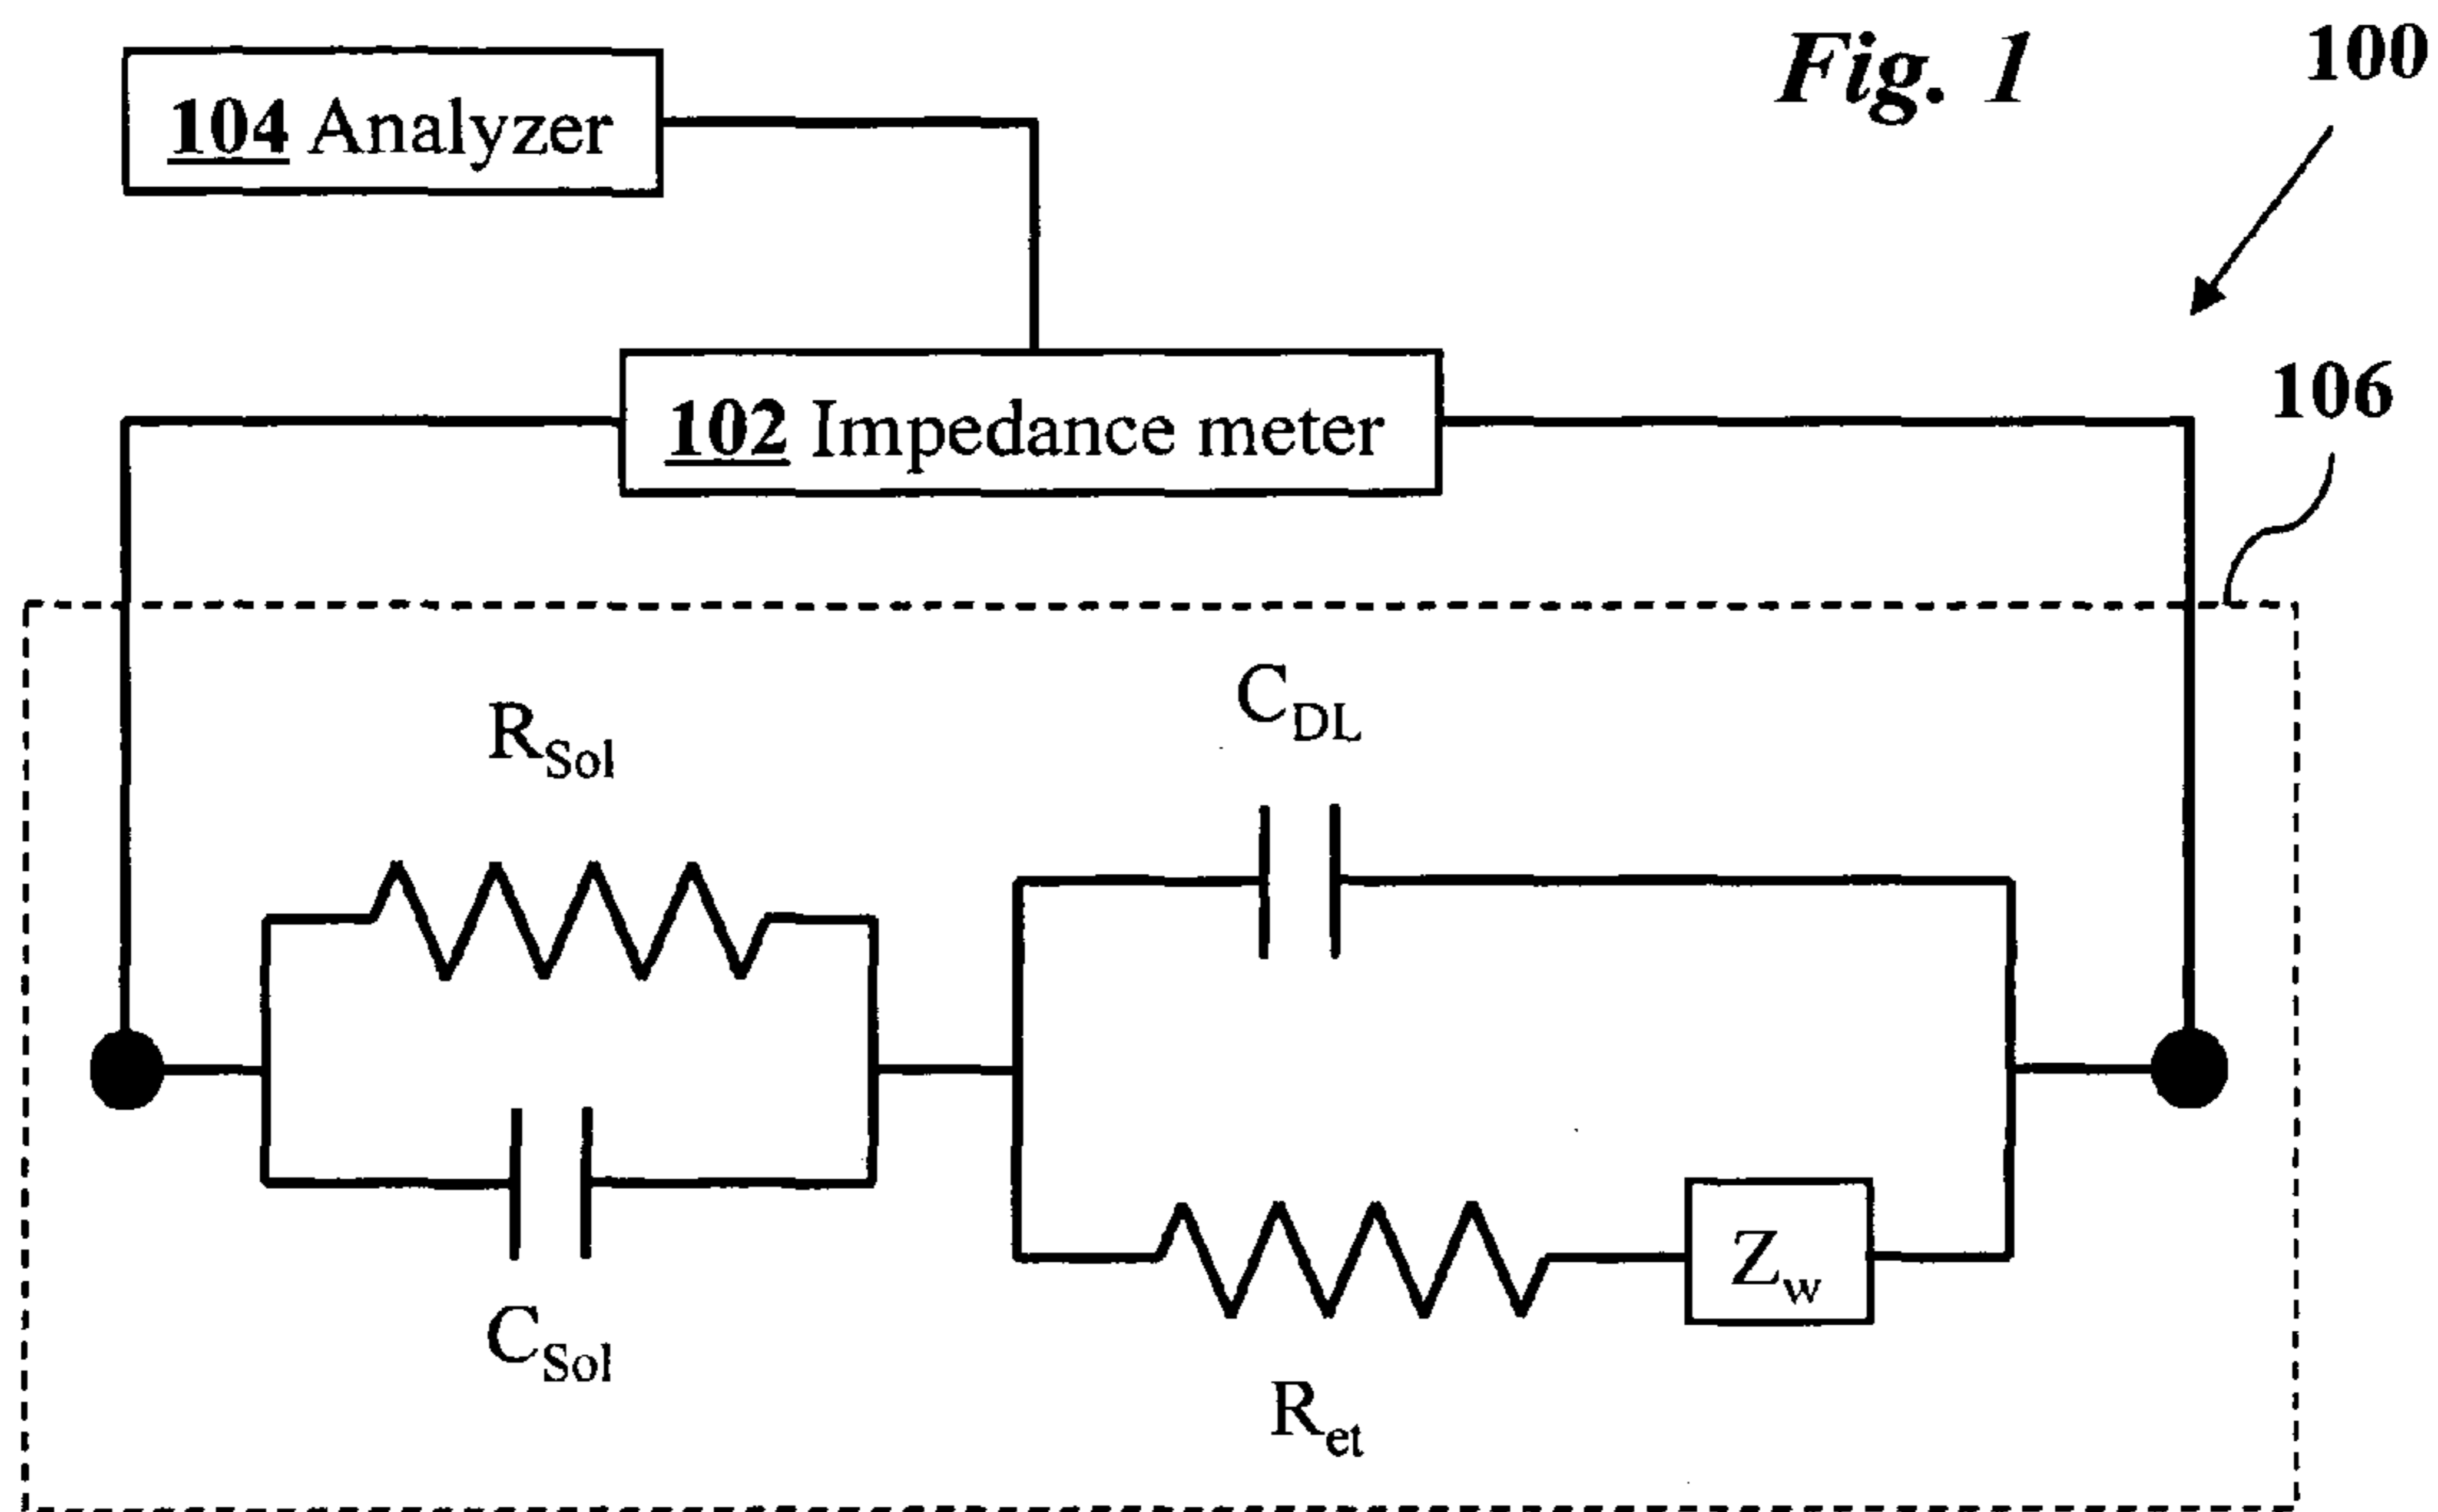 Fig. 1
100
104 Analyzer
102 Impedance meter
106
R_Sol
C_DL
C_Sol
Z_w
R_et